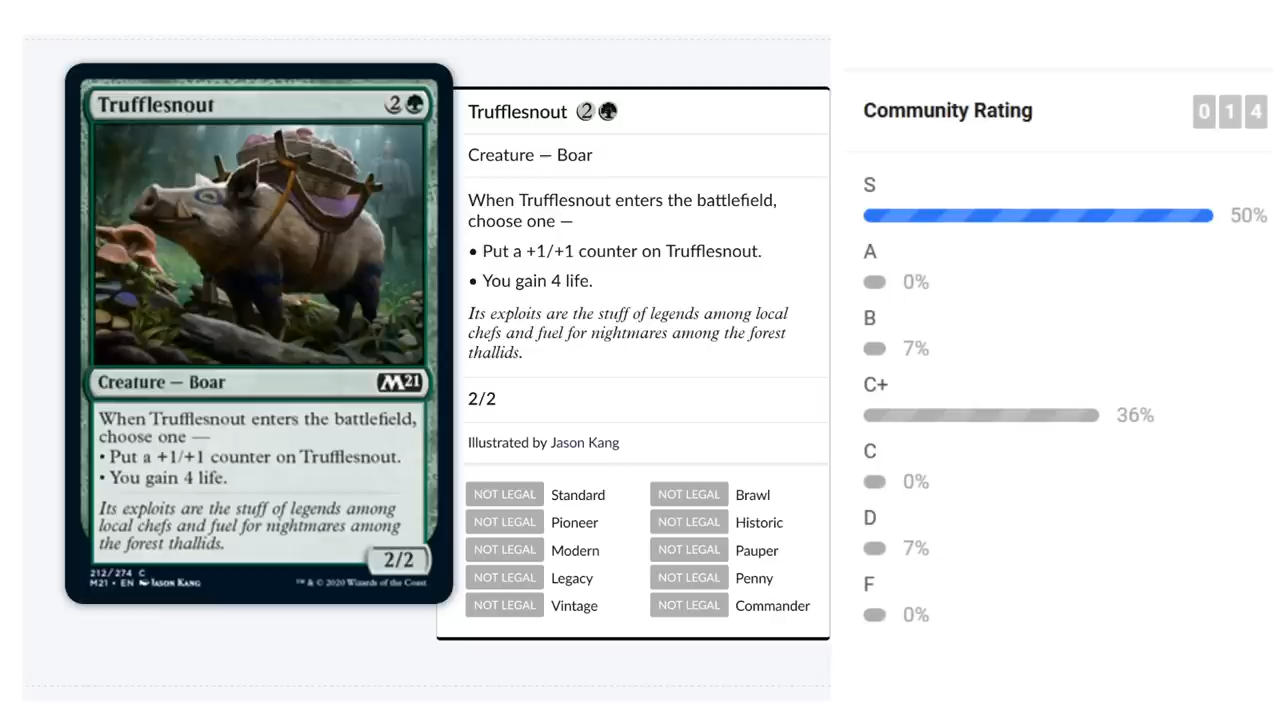 Trufflesnout 2
Creature — Boar
M21
When Trufflesnout enters the battlefield,
choose one —
• Put a +1/+1 counter on Trufflesnout.
• You gain 4 life.
Its exploits are the stuff of legends among
local chefs and fuel for nightmares among
the forest thallids.
2/2
212/274 C
M21 • EN Jason Kang
™ & © 2020 Wizards of the Coast
Trufflesnout 2
Creature — Boar
When Trufflesnout enters the battlefield,
choose one —
• Put a +1/+1 counter on Trufflesnout.
• You gain 4 life.
Its exploits are the stuff of legends among local
chefs and fuel for nightmares among the forest
thallids.
2/2
Illustrated by Jason Kang
NOT LEGAL Standard NOT LEGAL Brawl
NOT LEGAL Pioneer NOT LEGAL Historic
NOT LEGAL Modern NOT LEGAL Pauper
NOT LEGAL Legacy NOT LEGAL Penny
NOT LEGAL Vintage NOT LEGAL Commander
Community Rating 0 1 4
S
50%
A
0%
B
7%
C+
36%
C
0%
D
7%
F
0%